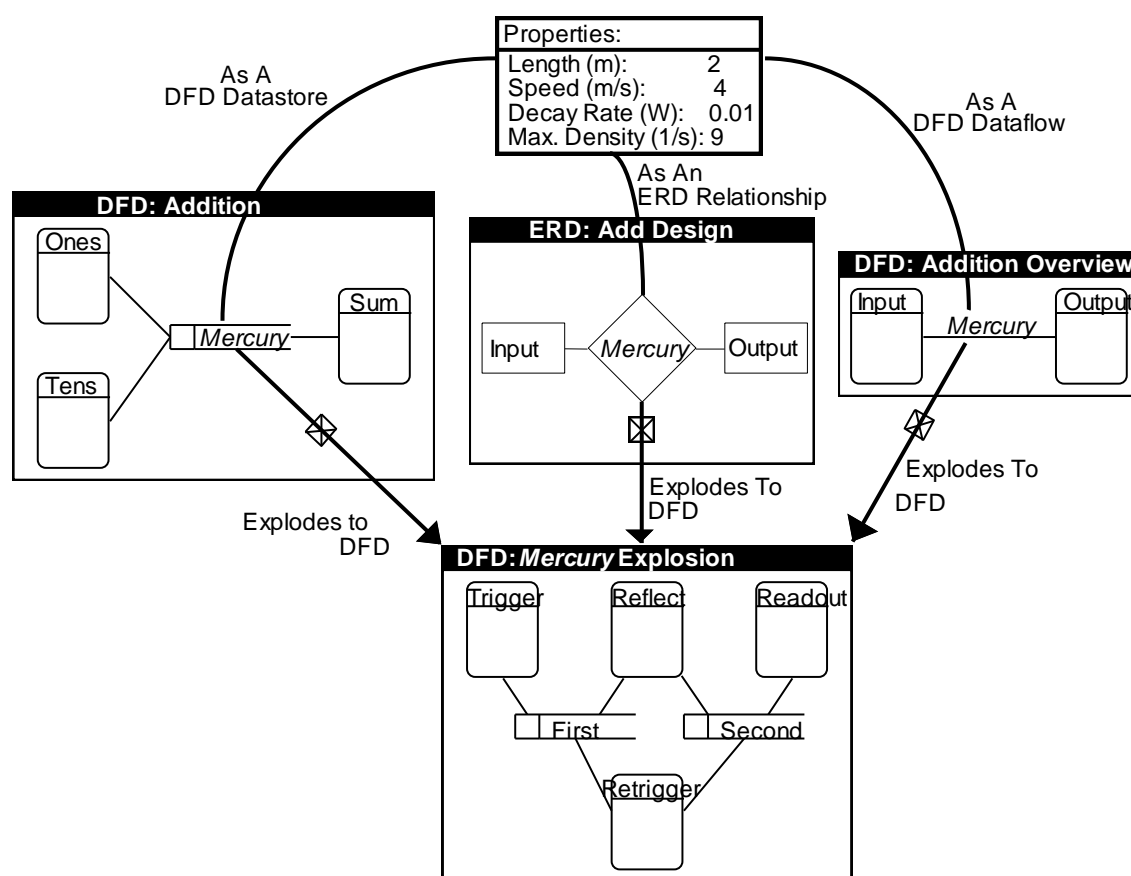 Properties:
Length (m): 2
Speed (m/s): 4
Decay Rate (W): 0.01
Max. Density (1/s): 9
As A
DFD Datastore
As An
ERD Relationship
As A
DFD Dataflow
DFD: Addition
Ones
Tens
Mercury
Sum
ERD: Add Design
Input
Mercury
Output
DFD: Addition Overview
Input
Mercury
Output
Explodes to
DFD
Explodes To
DFD
Explodes To
DFD
DFD: Mercury Explosion
Trigger
Reflect
Readout
First
Second
Retrigger